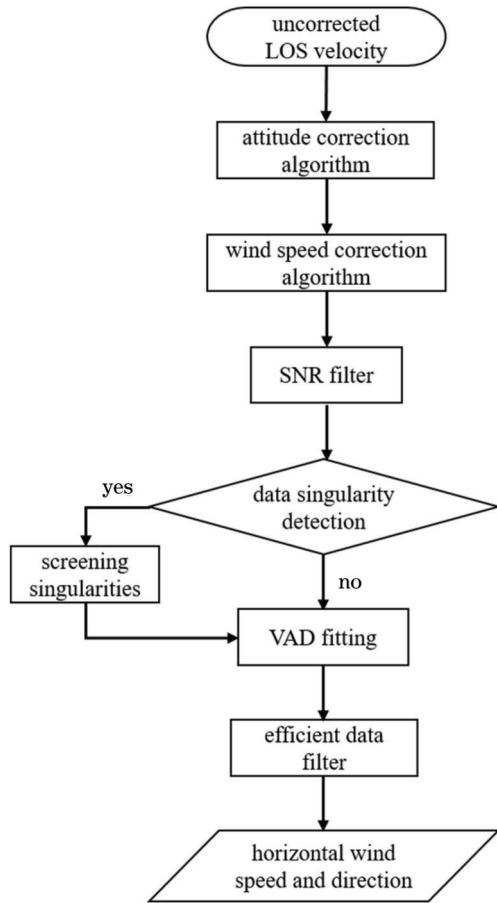 uncorrected
LOS velocity
attitude correction
algorithm
wind speed correction
algorithm
SNR filter
yes
data singularity
detection
screening
singularities
no
VAD fitting
efficient data
filter
horizontal wind
speed and direction